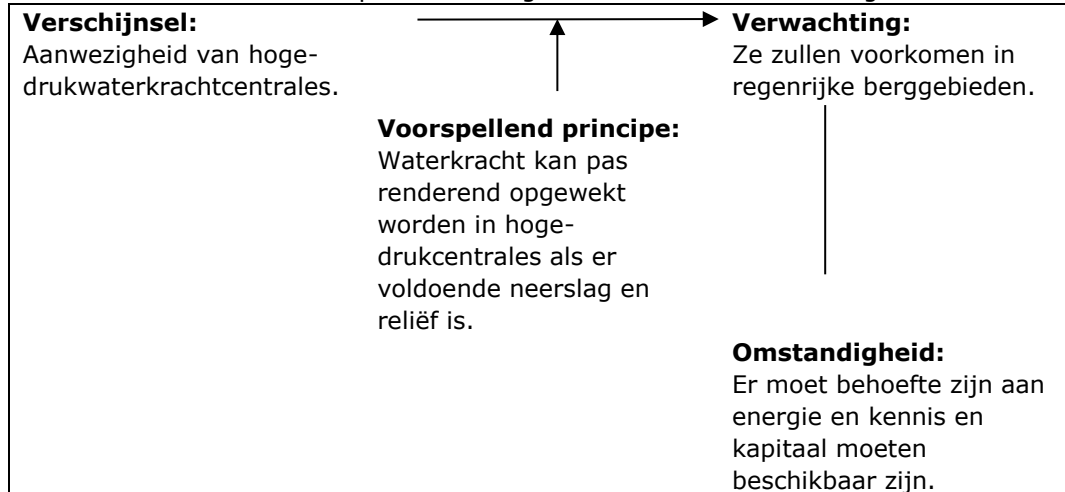 Verschijnsel:
Aanwezigheid van hoge-
drukwaterkrachtcentrales.
Verwachting:
Ze zullen voorkomen in
regenrijke berggebieden.
Voorspellend principe:
Waterkracht kan pas
renderend opgewekt
worden in hoge-
drukcentrales als er
voldoende neerslag en
reliëf is.
Omstandigheid:
Er moet behoefte zijn aan
energie en kennis en
kapitaal moeten
beschikbaar zijn.